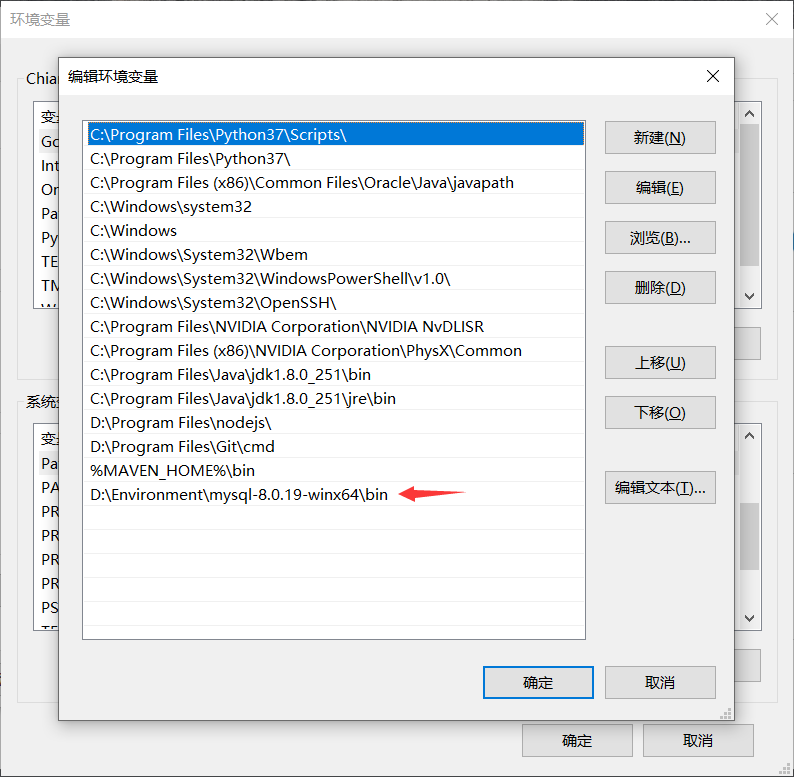 环境变量
编辑环境变量
Chia
变
Go
Int
On
Pa
Py
TE
TM
C:\Program Files\Python37\Scripts\
C:\Program Files\Python37\
C:\Program Files (x86)\Common Files\Oracle\Java\javapath
C:\Windows\system32
C:\Windows
C:\Windows\System32\Wbem
C:\Windows\System32\WindowsPowerShell\v1.0\
C:\Windows\System32\OpenSSH\
C:\Program Files\NVIDIA Corporation\NVIDIA NvDLISR
C:\Program Files (x86)\NVIDIA Corporation\PhysX\Common
C:\Program Files\Java\jdk1.8.0_251\bin
C:\Program Files\Java\jdk1.8.0_251\jre\bin
D:\Program Files\nodejs\
D:\Program Files\Git\cmd
%MAVEN_HOME%\bin
D:\Environment\mysql-8.0.19-winx64\bin
新建(N)
编辑(E)
浏览(B)...
删除(D)
上移(U)
下移(O)
编辑文本(T)...
系统
变
Pa
PA
PR
PR
PR
PR
PS
确定
取消
确定
取消